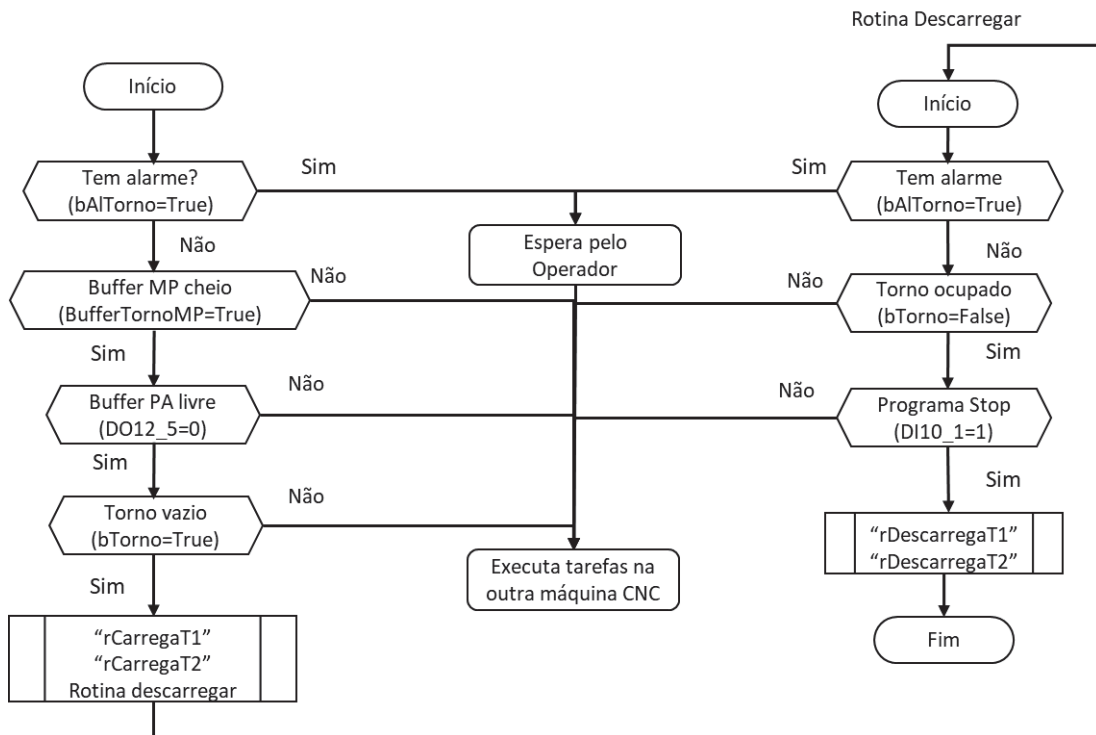 Rotina Descarregar
Início
Início
Tem alarme?
(bAlTorno=True)
Sim
Sim
Tem alarme
(bAlTorno=True)
Não
Espera pelo
Operador
Não
Buffer MP cheio
(BufferTornoMP=True)
Não
Não
Torno ocupado
(bTorno=False)
Sim
Sim
Buffer PA livre
(DO12_5=0)
Não
Não
Programa Stop
(DI10_1=1)
Sim
Sim
Torno vazio
(bTorno=True)
Não
“rDescarregaT1”
“rDescarregaT2”
Sim
Executa tarefas na
outra máquina CNC
“rCarregaT1”
“rCarregaT2”
Rotina descarregar
Fim